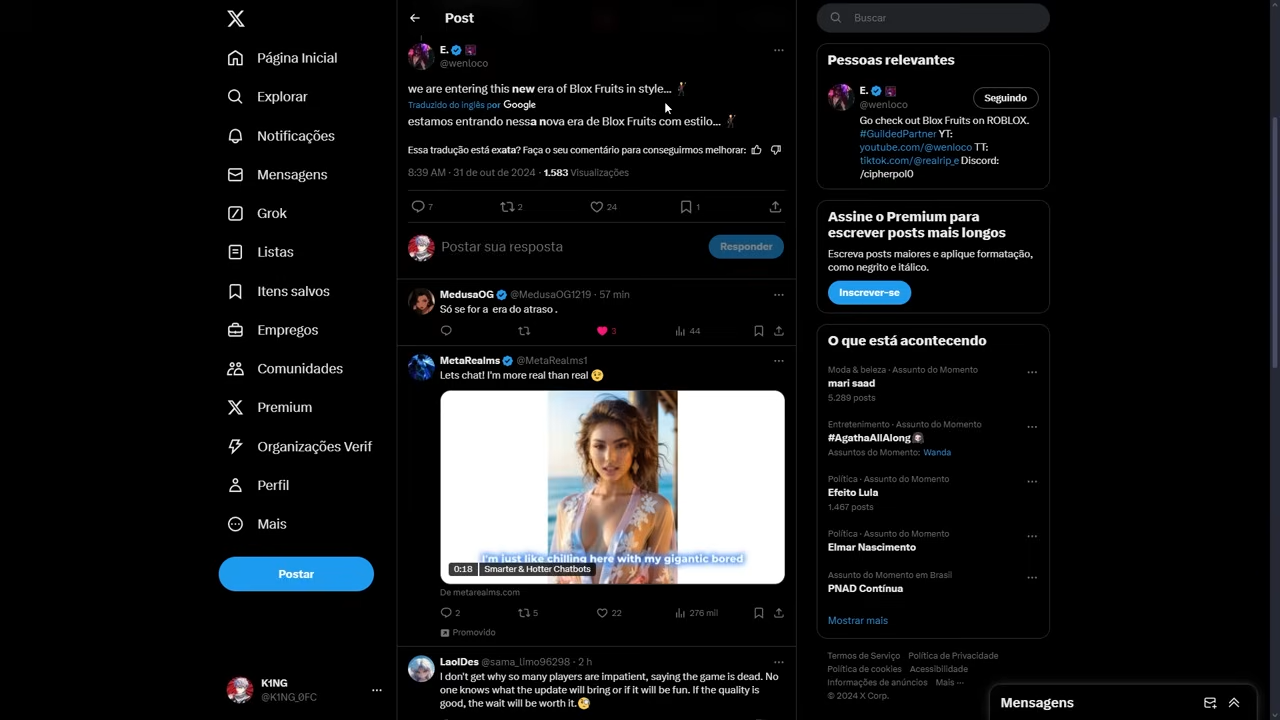 Página Inicial
Explorar
Notificações
Mensagens
Grok
Listas
Itens salvos
Empregos
Comunidades
Premium
Organizações Verif
Perfil
Mais
Postar
K1NG
@K1NG_0FC
Post
E.
@wenloco
we are entering this new era of Blox Fruits in style...
Traduzido do inglês por Google
estamos entrando nessa nova era de Blox Fruits com estilo...
Essa tradução está exata? Faça o seu comentário para conseguirmos melhorar:
8:39 AM · 31 de out de 2024 · 1.583 Visualizações
7 2 24 1
Postar sua resposta
Responder
MedusaOG @MedusaOG1219 · 57 min
Só se for a era do atraso .
3 44
MetaRealms @MetaRealms1
Lets chat! I'm more real than real
I'm just like chilling here with my gigantic bored
0:18 Smarter & Hotter Chatbots
De metarealms.com
2 5 22 276 mil
Promovido
LaolDes @sama_limo96298 · 2 h
I don't get why so many players are impatient, saying the game is dead. No
one knows what the update will bring or if it will be fun. If the quality is
good, the wait will be worth it.
Buscar
Pessoas relevantes
E.
@wenloco
Seguindo
Go check out Blox Fruits on ROBLOX.
#GuildedPartner YT:
youtube.com/@wenloco TT:
tiktok.com/@realrip_e Discord:
/cipherpol0
Assine o Premium para
escrever posts mais longos
Escreva posts maiores e aplique formatação,
como negrito e itálico.
Inscrever-se
O que está acontecendo
Moda & beleza · Assunto do Momento
mari saad
5.289 posts
Entretenimento · Assunto do Momento
#AgathaAllAlong
Assuntos do Momento: Wanda
Política · Assunto do Momento
Efeito Lula
1.467 posts
Política · Assunto do Momento
Elmar Nascimento
Assunto do Momento em Brasil
PNAD Contínua
Mostrar mais
Termos de Serviço Política de Privacidade
Política de cookies Acessibilidade
Informações de anúncios Mais ···
© 2024 X Corp.
Mensagens